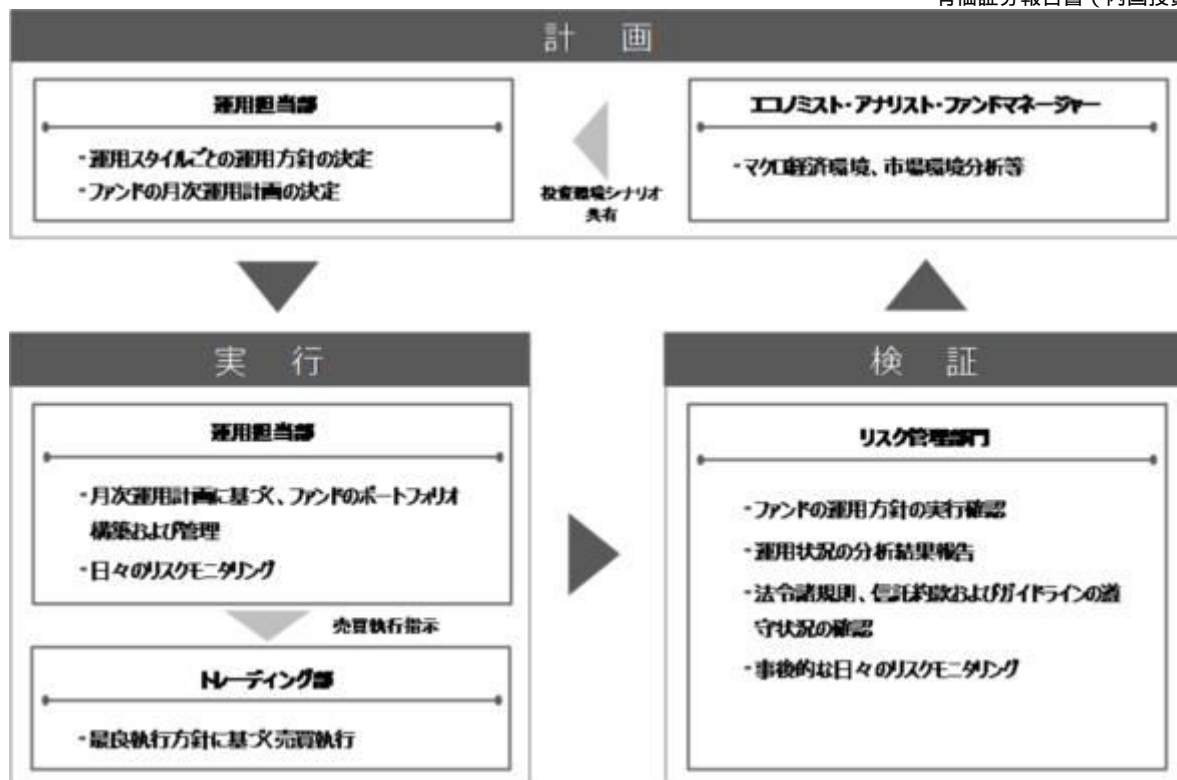 計 画
運用担当部
-運用スタイルごとの運用方針の決定
-ファンドの月次運用計画の決定
投資環境シナリオ
共有
エコノミスト・アナリスト・ファンドマネージャー
-マクロ経済環境、市場環境分析等
実 行
運用担当部
-月次運用計画に基づく、ファンドのポートフォリオ
構築および管理
-日々のリスクモニタリング
売買執行指示
トレーディング部
-最良執行方針に基づく売買執行
検 証
リスク管理部門
-ファンドの運用方針の実行確認
-運用状況の分析結果報告
-法令諸規則、信託約款およびガイドラインの遵
守状況の確認
-事後的な日々のリスクモニタリング